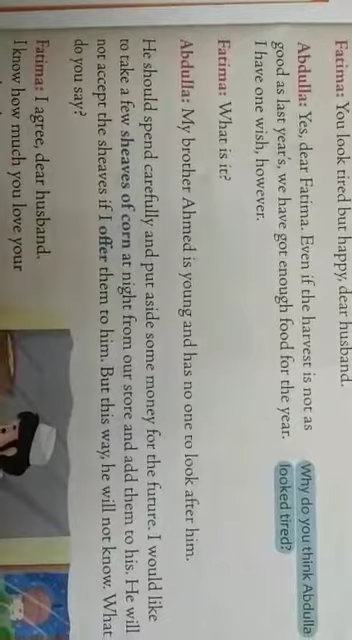 Fatima: You look tired but happy, dear husband.
Abdulla: Yes, dear Fatima. Even if the harvest is not as
good as last year's, we have got enough food for the year.
I have one wish, however.
Why do you think Abdulla
looked tired?
Fatima: What is it?
Abdulla: My brother Ahmed is young and has no one to look after him.
He should spend carefully and put aside some money for the future. I would like
to take a few sheaves of corn at night from our store and add them to his. He will
not accept the sheaves if I offer them to him. But this way, he will not know. What
do you say?
Fatima: I agree, dear husband.
I know how much you love your